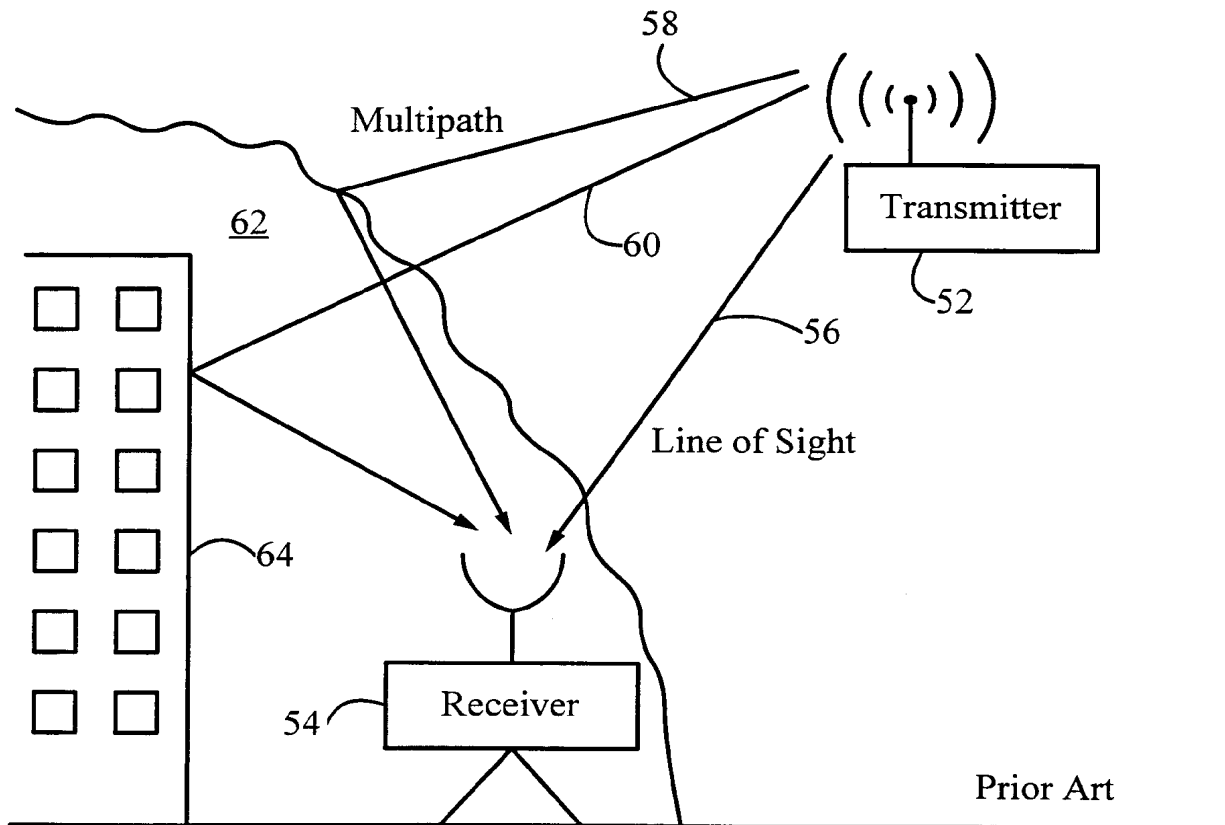 58
Multipath
62
Transmitter
60
52
56
Line of Sight
64
Receiver
54
Prior Art